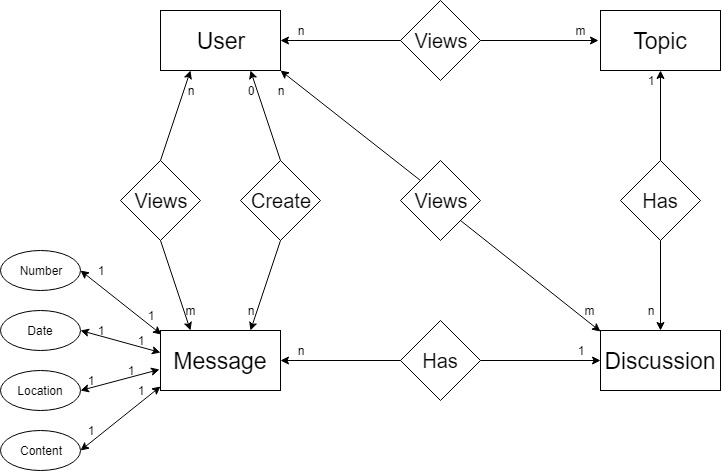 User
n
Views
m
Topic
n
0
n
1
Views
Create
Views
Has
Number
1
1
m
n
m
n
Date
1
1
Message
n
Has
1
Discussion
Location
1
1
1
Content
1